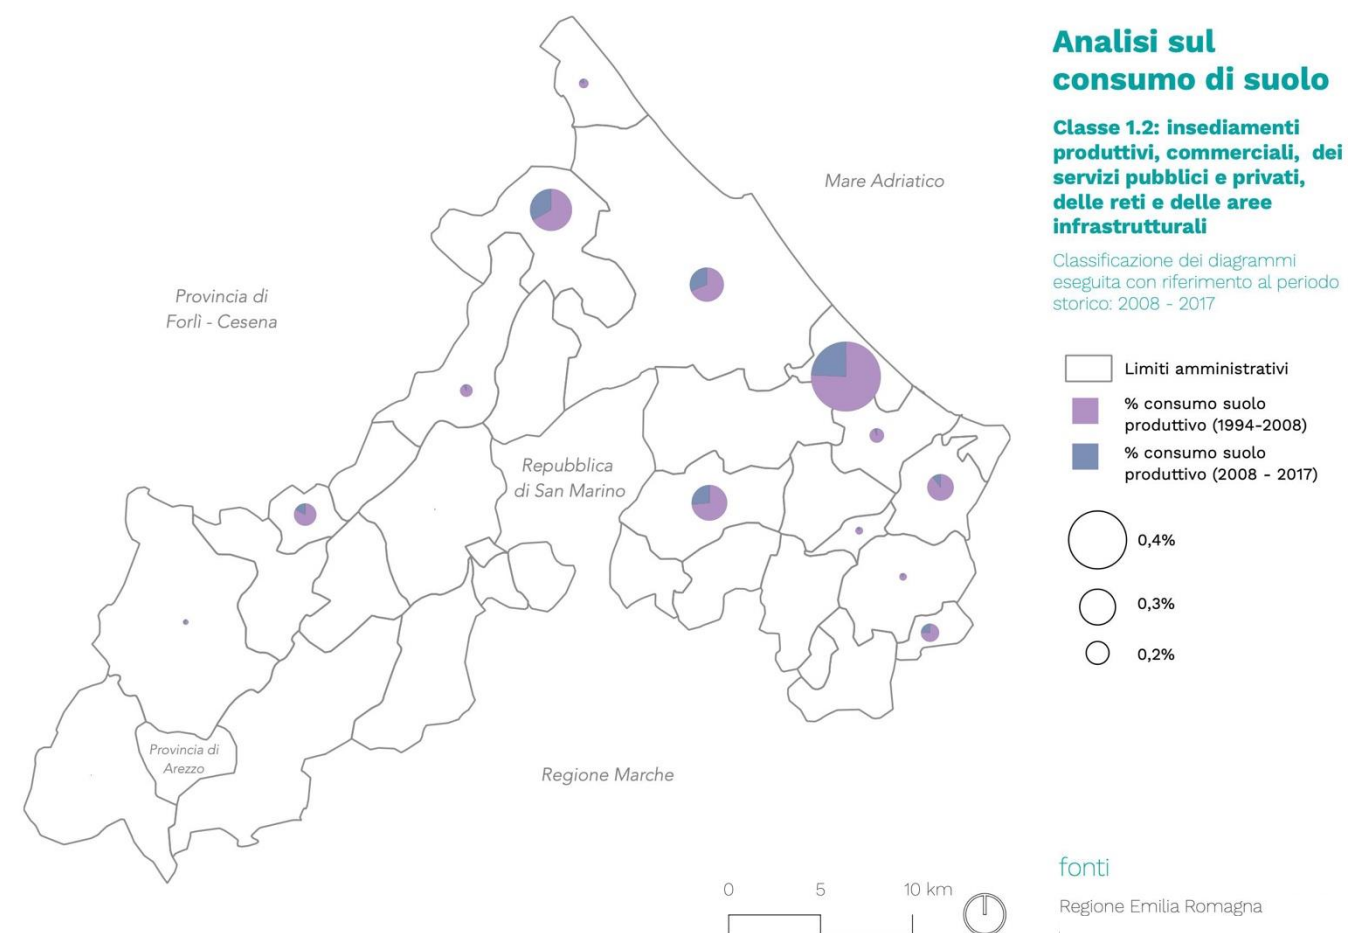 Analisi sul
consumo di suolo
Classe 1.2: insediamenti
produttivi, commerciali, dei
servizi pubblici e privati,
delle reti e delle aree
infrastrutturali
Classificazione dei diagrammi
eseguita con riferimento al periodo
storico: 2008 - 2017
Limiti amministrativi
% consumo suolo
produttivo (1994-2008)
% consumo suolo
produttivo (2008 - 2017)
0,4%
0,3%
0,2%
Mare Adriatico
Provincia di
Forlì - Cesena
Repubblica
di San Marino
Provincia di
Arezzo
Regione Marche
0 5 10 km
fonti
Regione Emilia Romagna